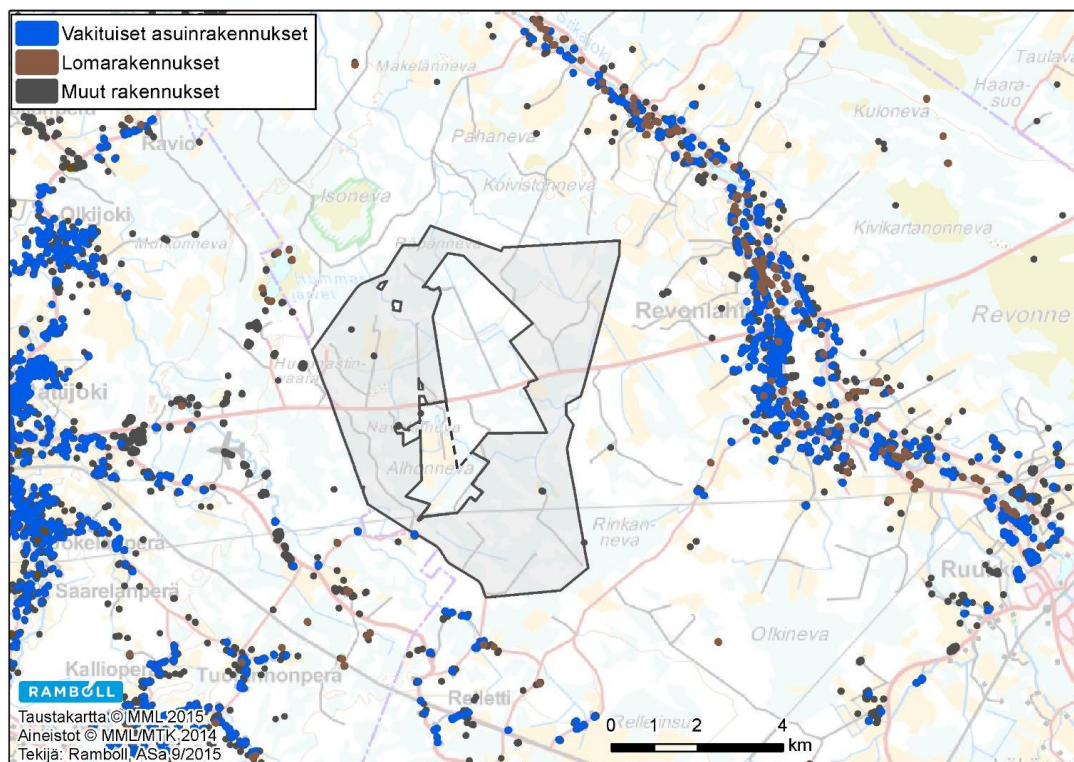 Vakituiset asuinrakennukset
Lomarakennukset
Muut rakennukset
Siikajoki
Mäkelänneva
Taulava
Haara-
suo
Kuloneva
Pahaneva
Ravio
Koivistonneva
Isoneva
Olkijoki
Kivikartanonneva
Revonlahti
Revonne
Alhonneva
Rinkan-
neva
Ruukki
Saarelanperä
Olkineva
Tuomihonperä
Relletti
RAMBOLL
Taustakartta © MML 2015
Aineistot © MML/MTK 2014
Tekijä: Ramboll, ASa 9/2015
0 2 4
km